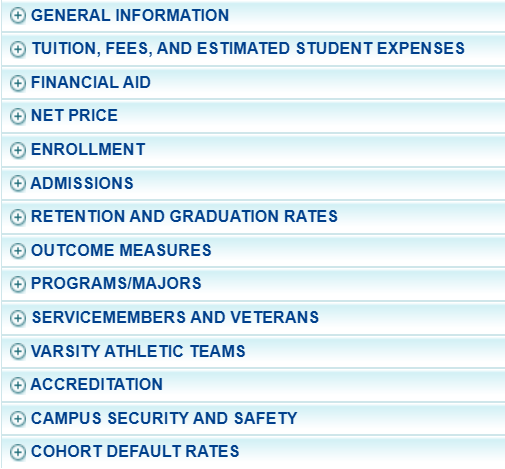 GENERAL INFORMATION
TUITION, FEES, AND ESTIMATED STUDENT EXPENSES
FINANCIAL AID
NET PRICE
ENROLLMENT
ADMISSIONS
RETENTION AND GRADUATION RATES
OUTCOME MEASURES
PROGRAMS/MAJORS
SERVICEMEMBERS AND VETERANS
VARSITY ATHLETIC TEAMS
ACCREDITATION
CAMPUS SECURITY AND SAFETY
COHORT DEFAULT RATES